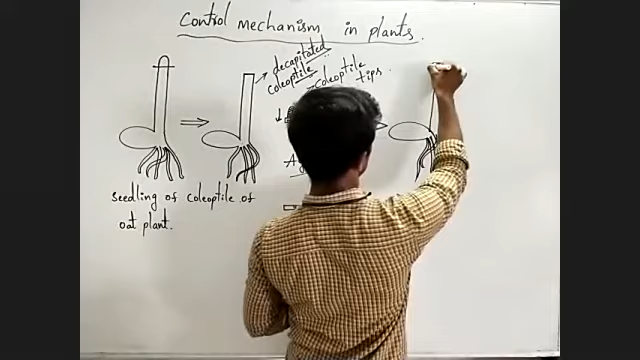 Control mechanism in plants.
decapitated
coleoptile
coleoptile
tips
seedling of coleoptile of
oat plant.